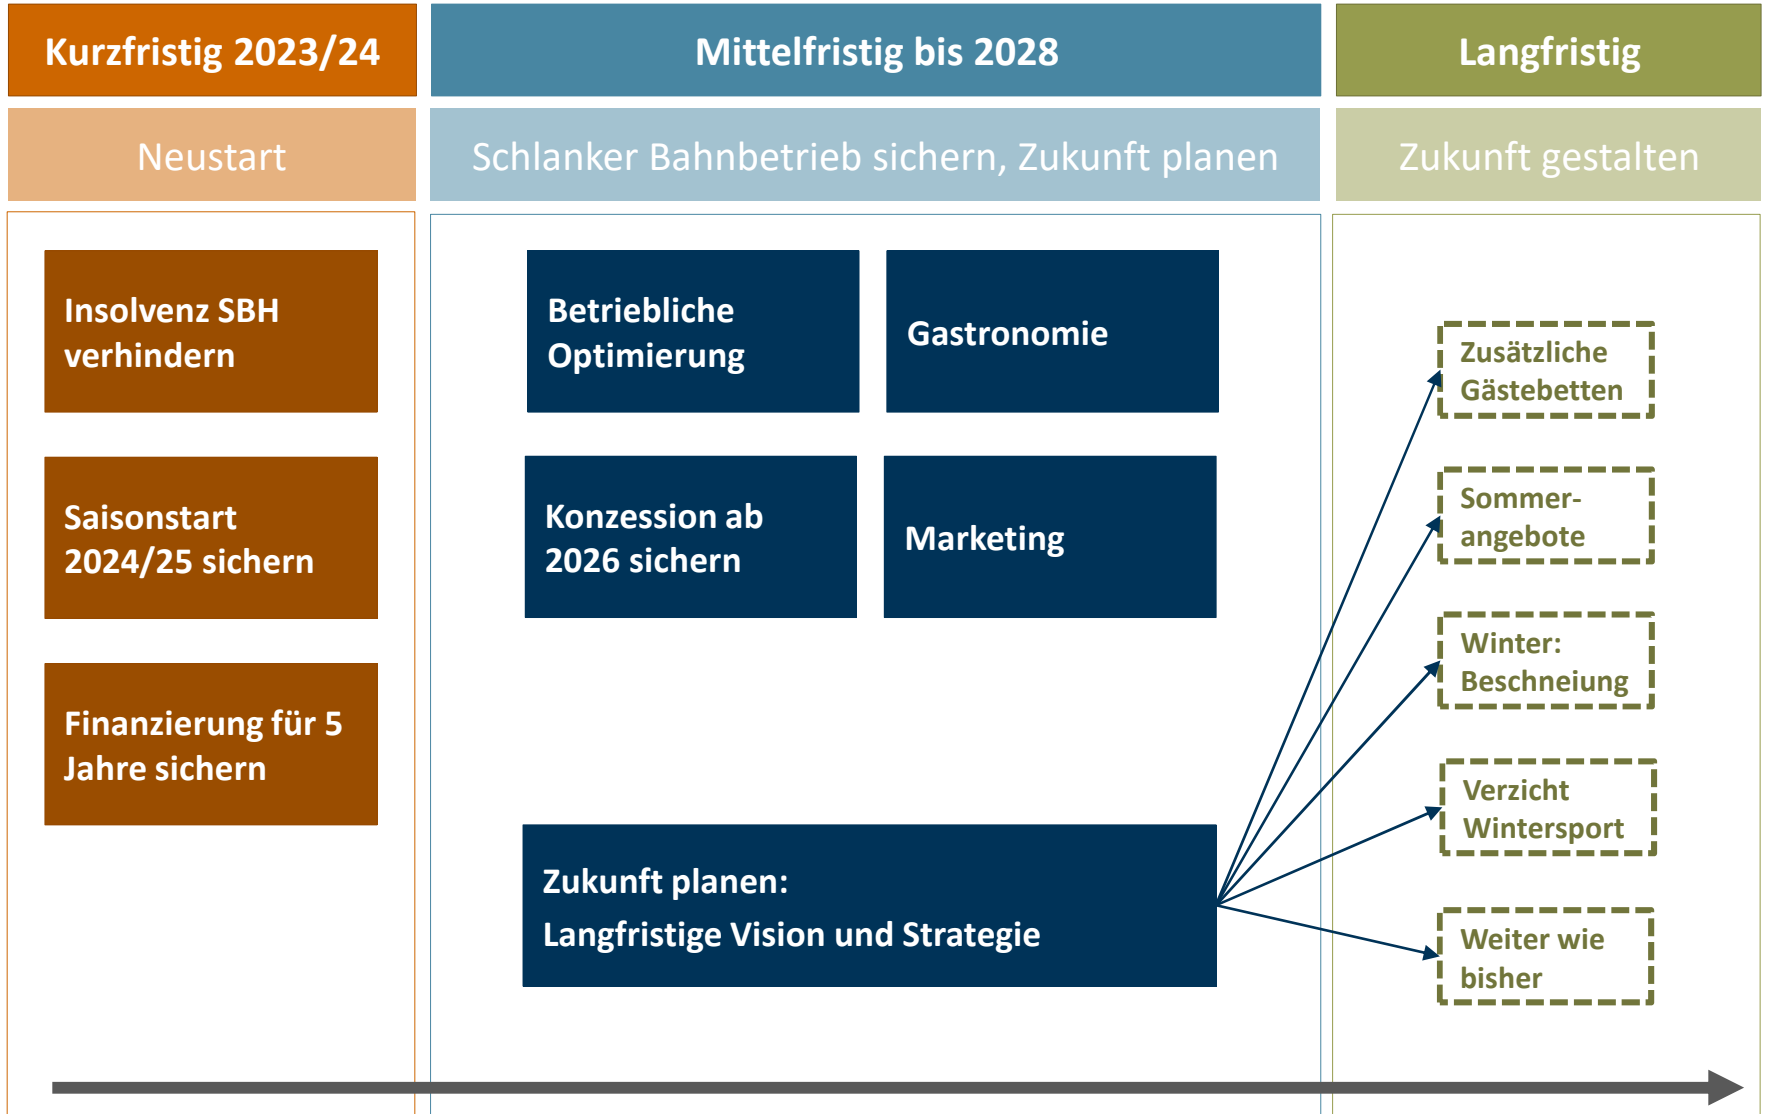 Kurzfristig 2023/24
Mittelfristig bis 2028
Langfristig
Neustart
Schlanker Bahnbetrieb sichern, Zukunft planen
Zukunft gestalten
Insolvenz SBH
verhindern
Saisonstart
2024/25 sichern
Finanzierung für 5
Jahre sichern
Betriebliche
Optimierung
Gastronomie
Konzession ab
2026 sichern
Marketing
Zukunft planen:
Langfristige Vision und Strategie
Zusätzliche
Gästebetten
Sommer-
angebote
Winter:
Beschneiung
Verzicht
Wintersport
Weiter wie
bisher